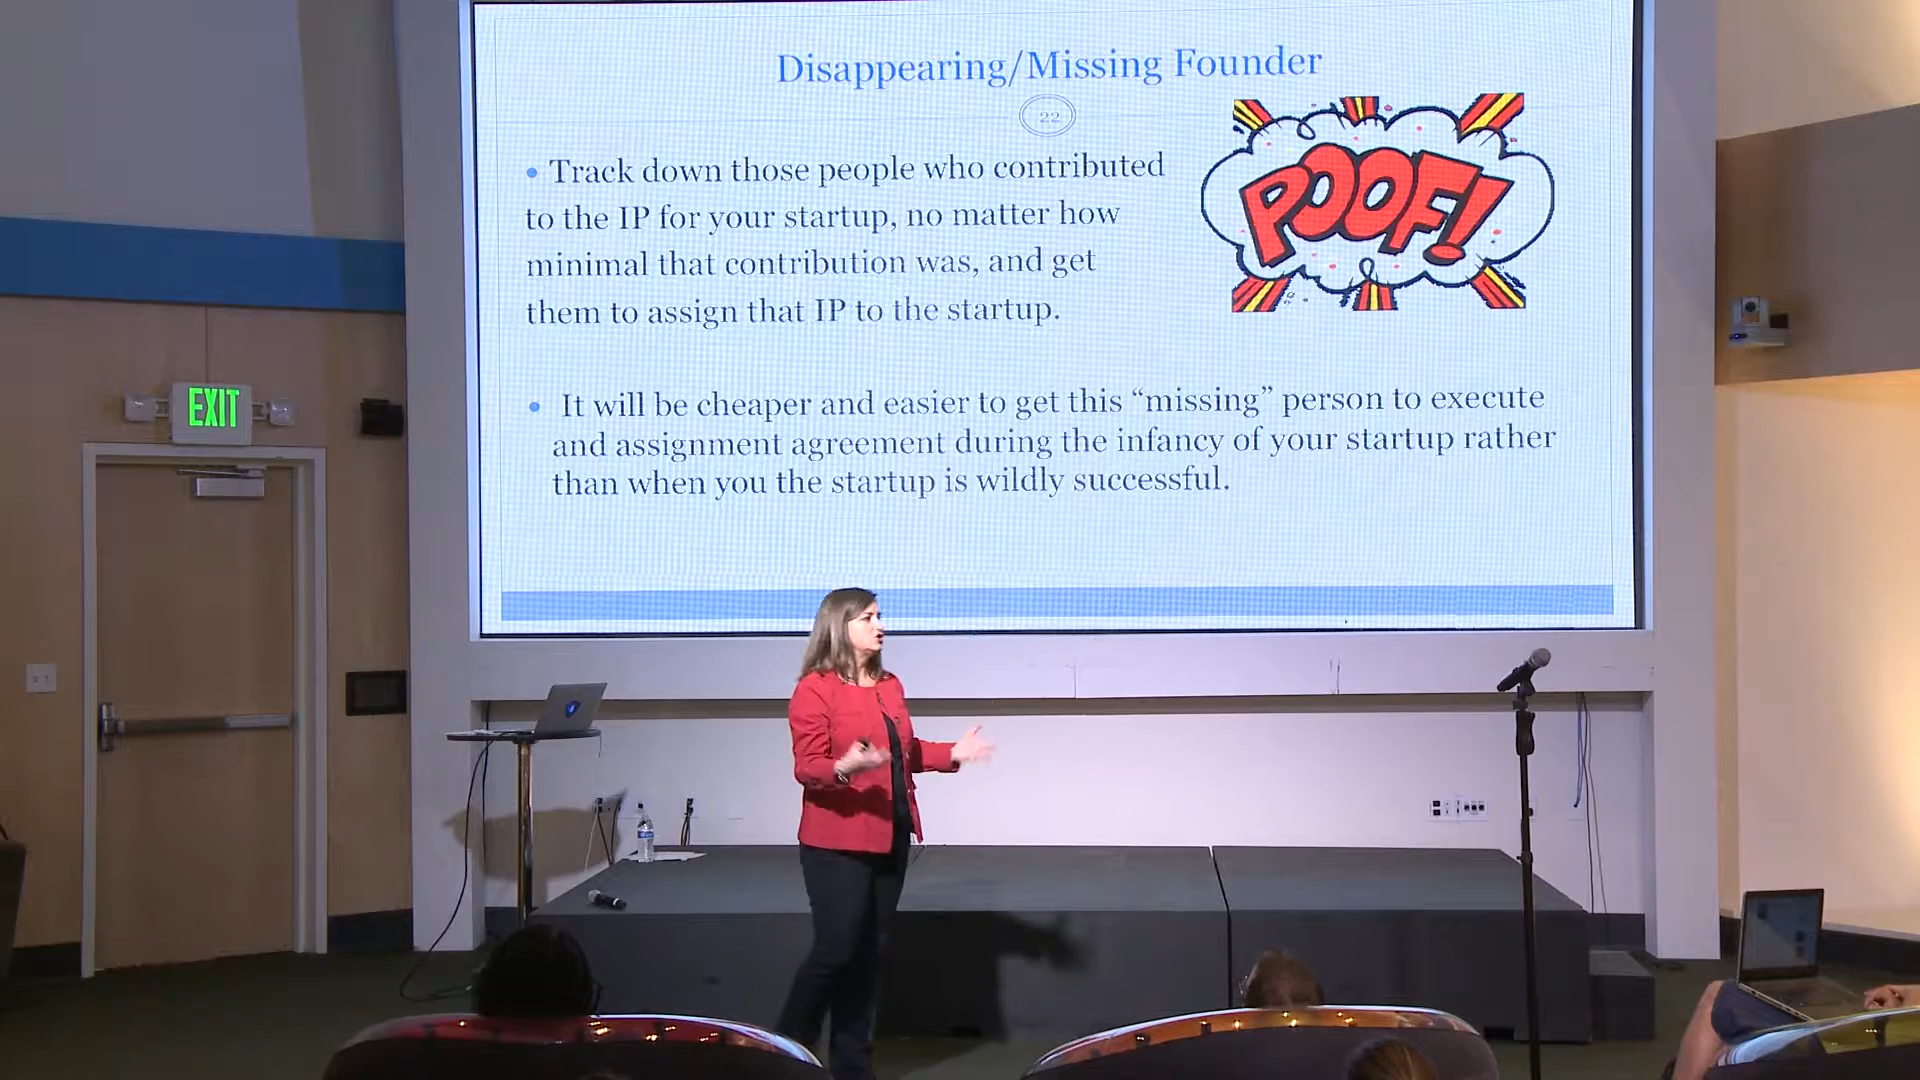 Disappearing/Missing Founder
22
• Track down those people who contributed
to the IP for your startup, no matter how
minimal that contribution was, and get
them to assign that IP to the startup.
POOF!
• It will be cheaper and easier to get this “missing” person to execute
and assignment agreement during the infancy of your startup rather
than when you the startup is wildly successful.
EXIT